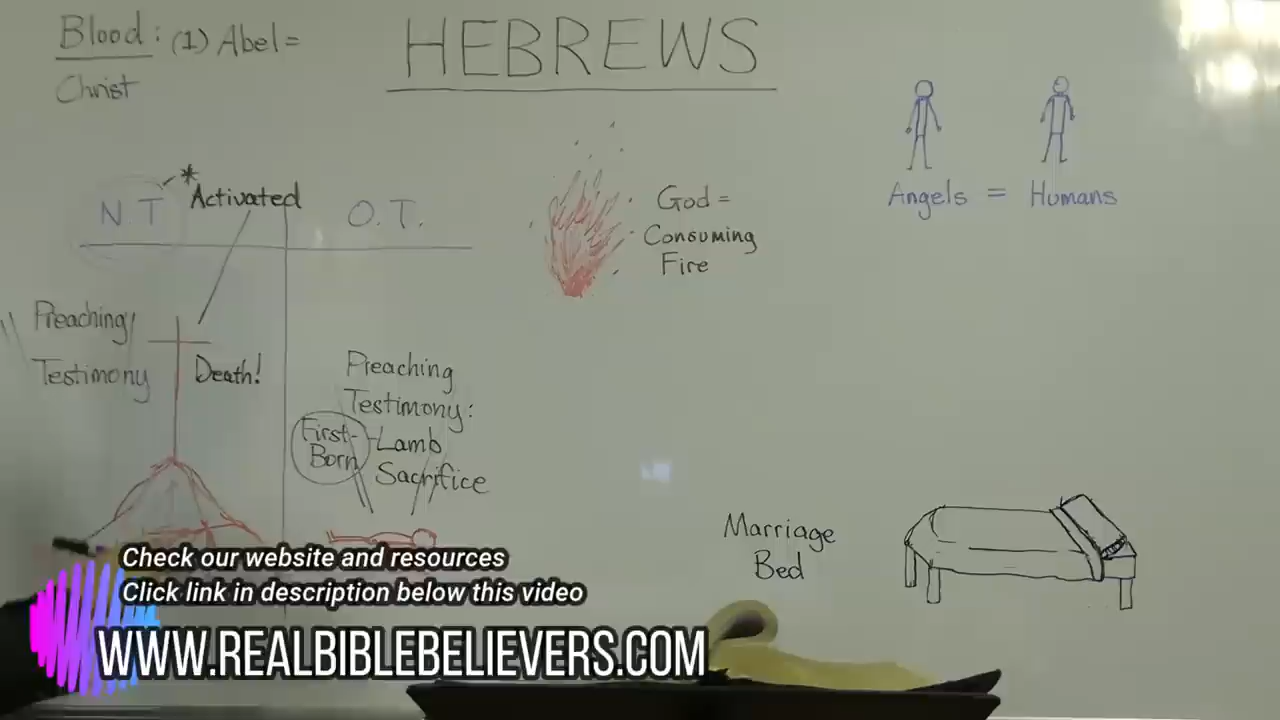 Blood: (1) Abel =
Christ
HEBREWS
Angels = Humans
N.T
*Activated
O.T.
God =
Consuming
Fire
Preaching
Testimony
Death!
Preaching
Testimony:
First-
Born
-Lamb
Sacrifice
Marriage
Bed
Check our website and resources
Click link in description below this video
WWW.REALBIBLEBELIEVERS.COM